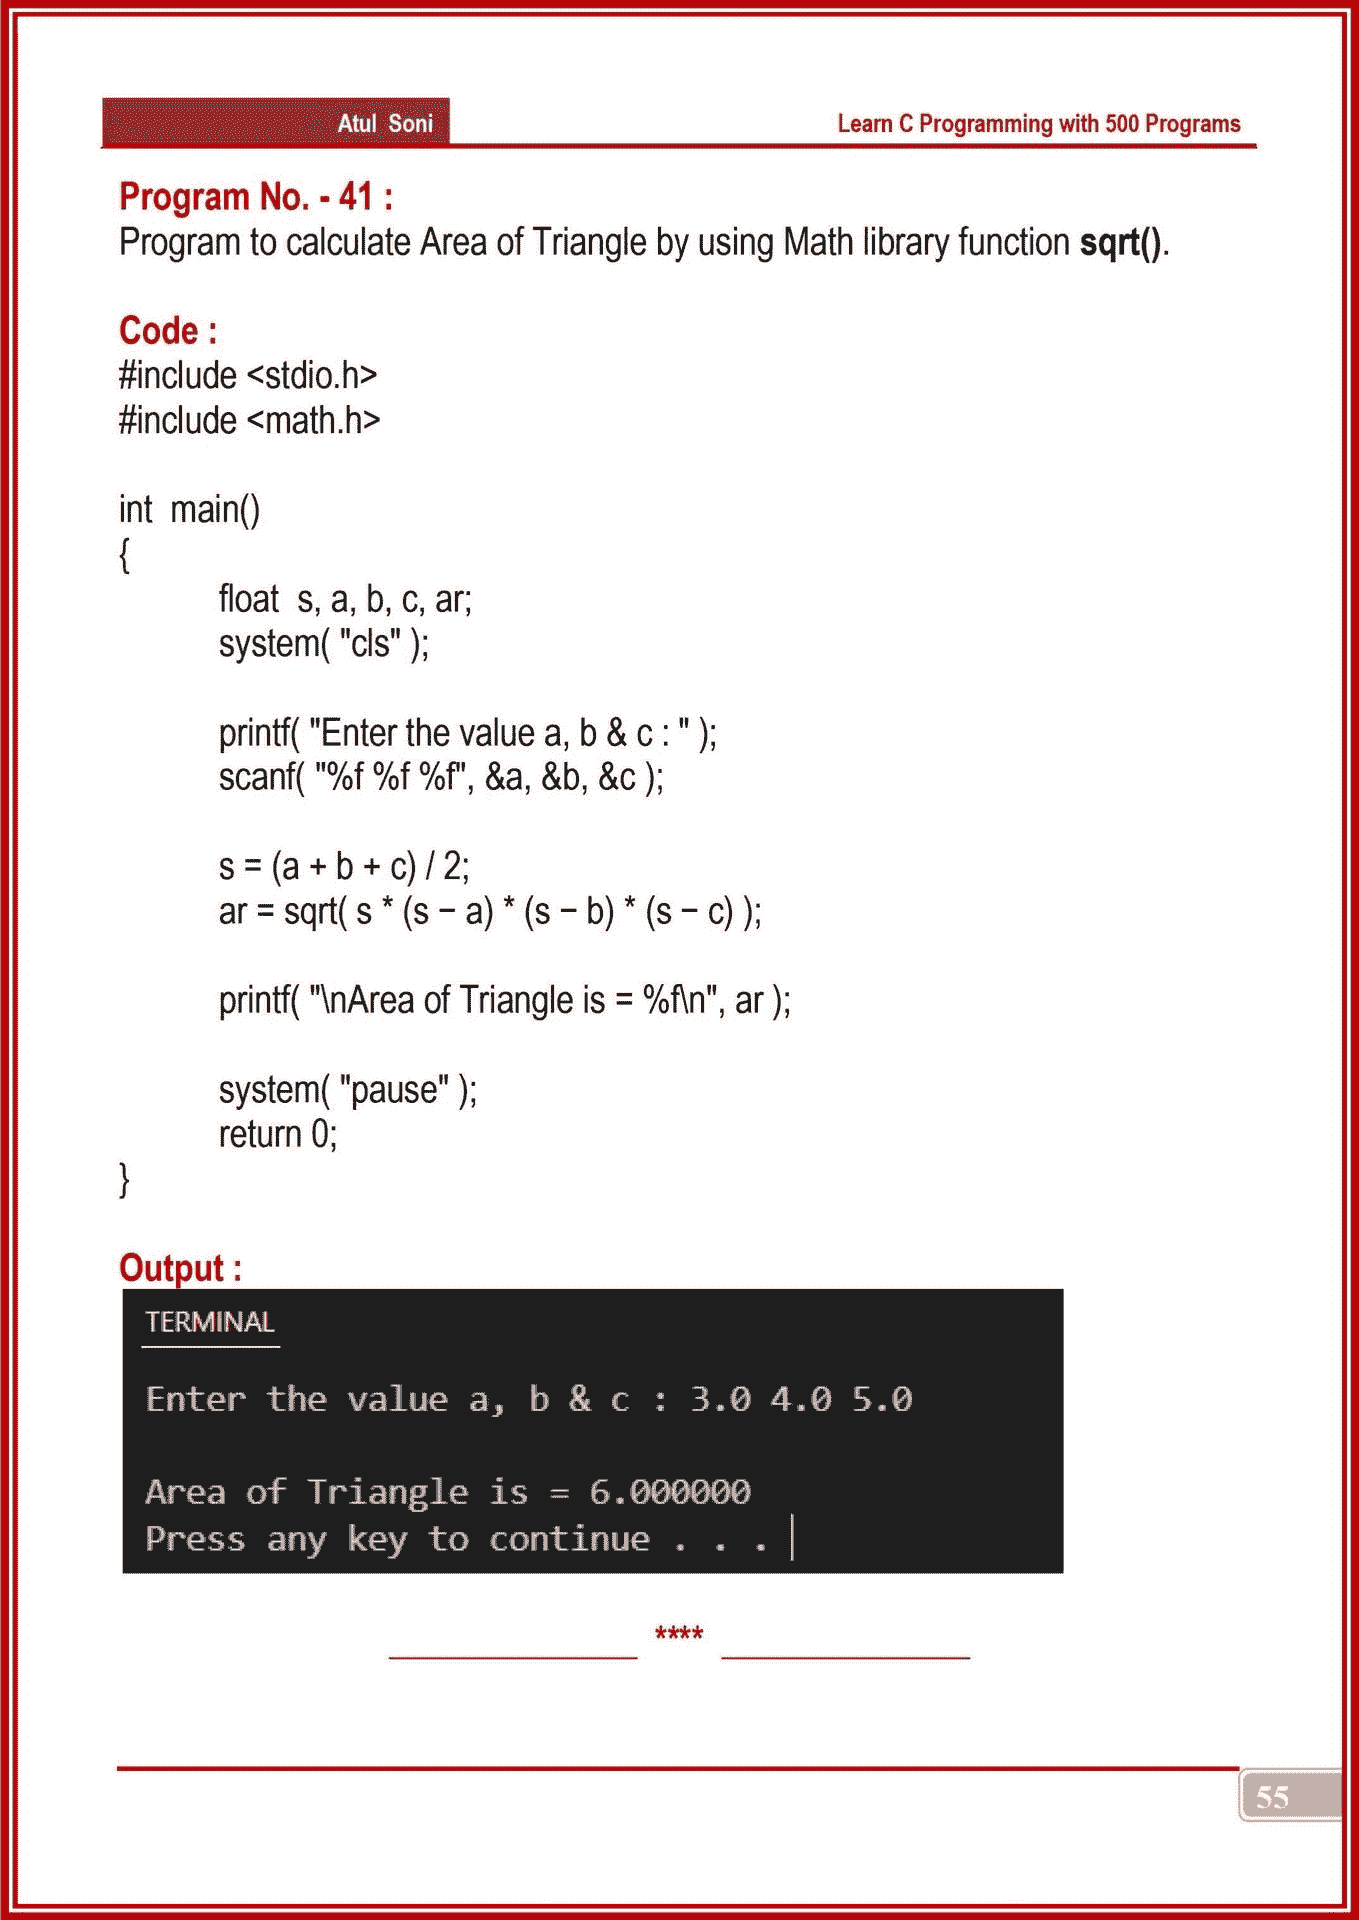 Atul  Soni
Learn C Programming with 500 Programs
Program No. - 41 :
Program to calculate Area of Triangle by using Math library function sqrt().
Code :
#include <stdio.h>
#include <math.h>
int  main()
{
float  s, a, b, c, ar;
system( "cls" );
printf( "Enter the value a, b & c : " );
scanf( "%f %f %f", &a, &b, &c );
s = (a + b + c) / 2;
ar = sqrt( s * (s − a) * (s − b) * (s − c) );
printf( "\nArea of Triangle is = %f\n", ar );
system( "pause" );
return 0;
}
Output :
TERMINAL
Enter the value a, b & c : 3.0 4.0 5.0
Area of Triangle is = 6.000000
Press any key to continue . . .
****
55